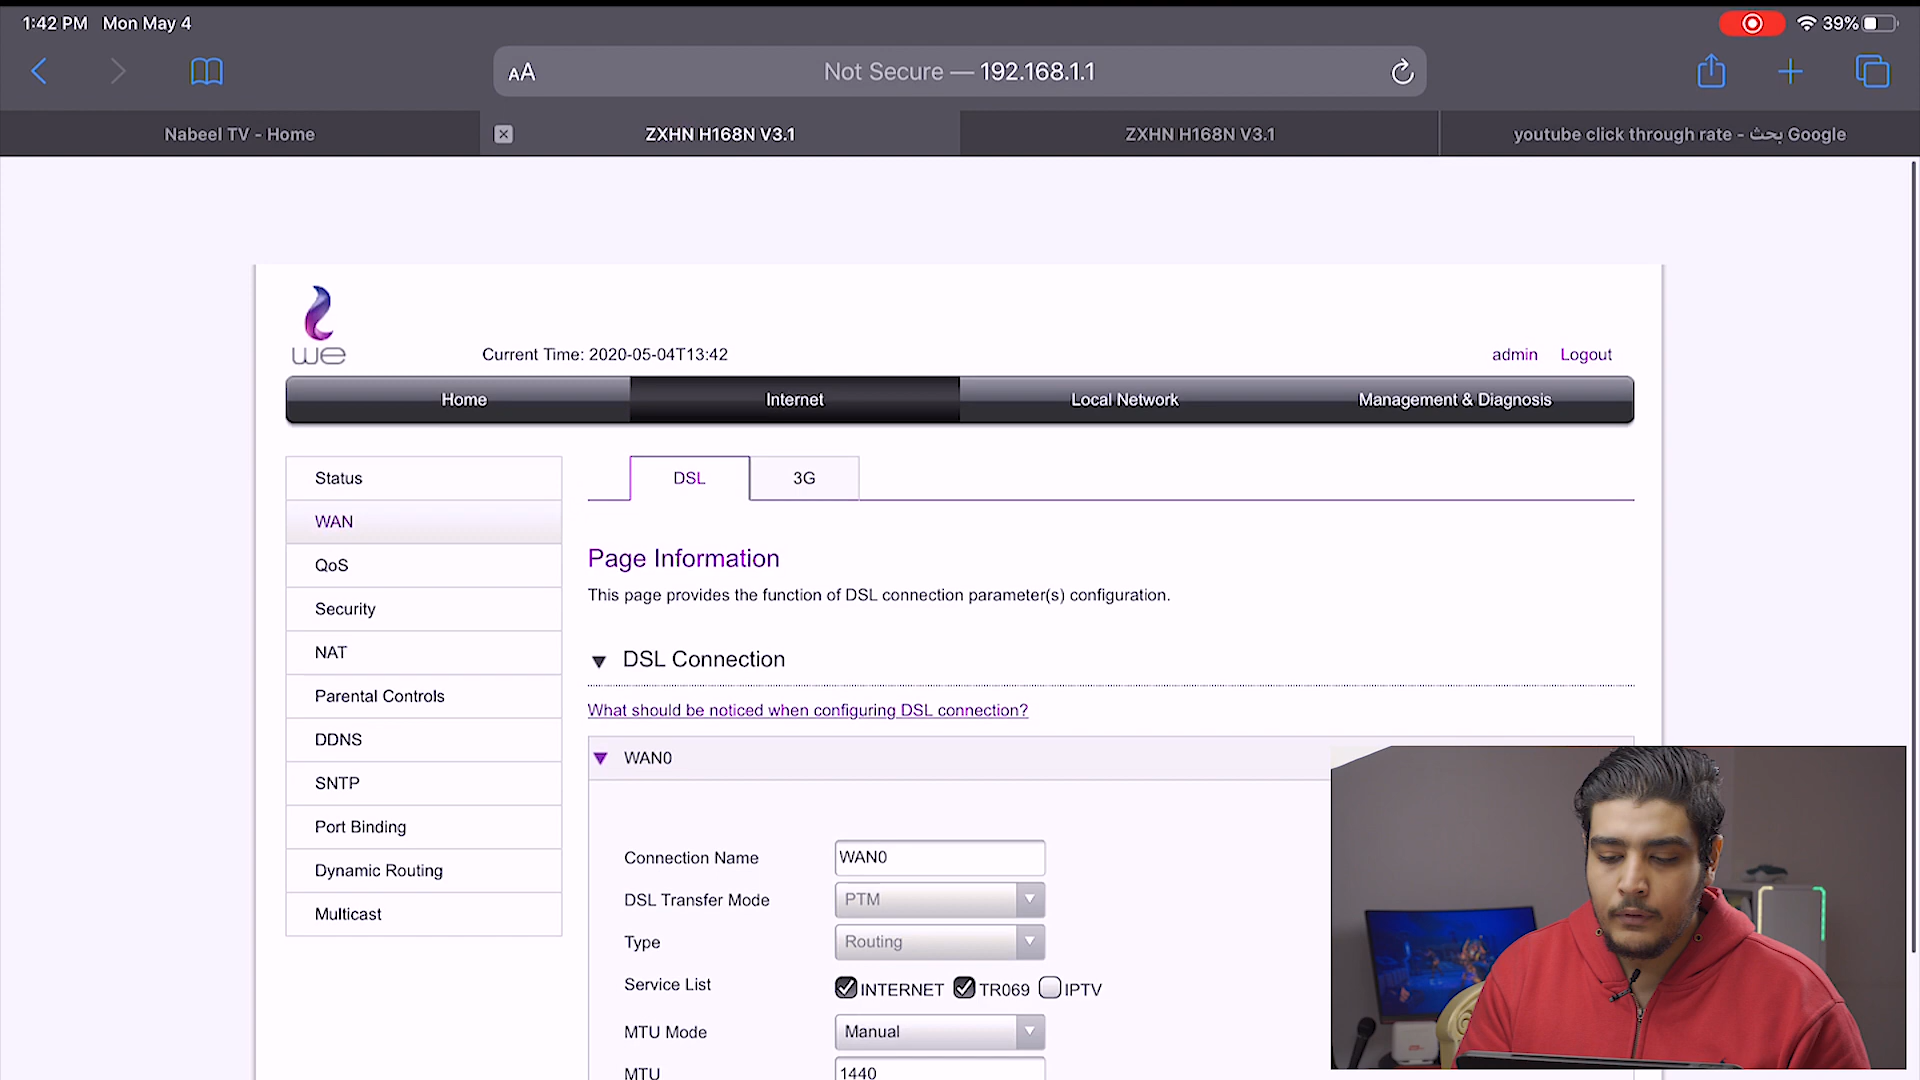 1:42 PM Mon May 4
39%
AA
Not Secure — 192.168.1.1
Nabeel TV - Home
ZXHN H168N V3.1
ZXHN H168N V3.1
youtube click through rate - بحث Google
we
Current Time: 2020-05-04T13:42
admin
Logout
Home
Internet
Local Network
Management & Diagnosis
Status
WAN
QoS
Security
NAT
Parental Controls
DDNS
SNTP
Port Binding
Dynamic Routing
Multicast
DSL
3G
Page Information
This page provides the function of DSL connection parameter(s) configuration.
DSL Connection
What should be noticed when configuring DSL connection?
WAN0
Connection Name WAN0
DSL Transfer Mode PTM
Type Routing
Service List INTERNET TR069 IPTV
MTU Mode Manual
MTU 1440